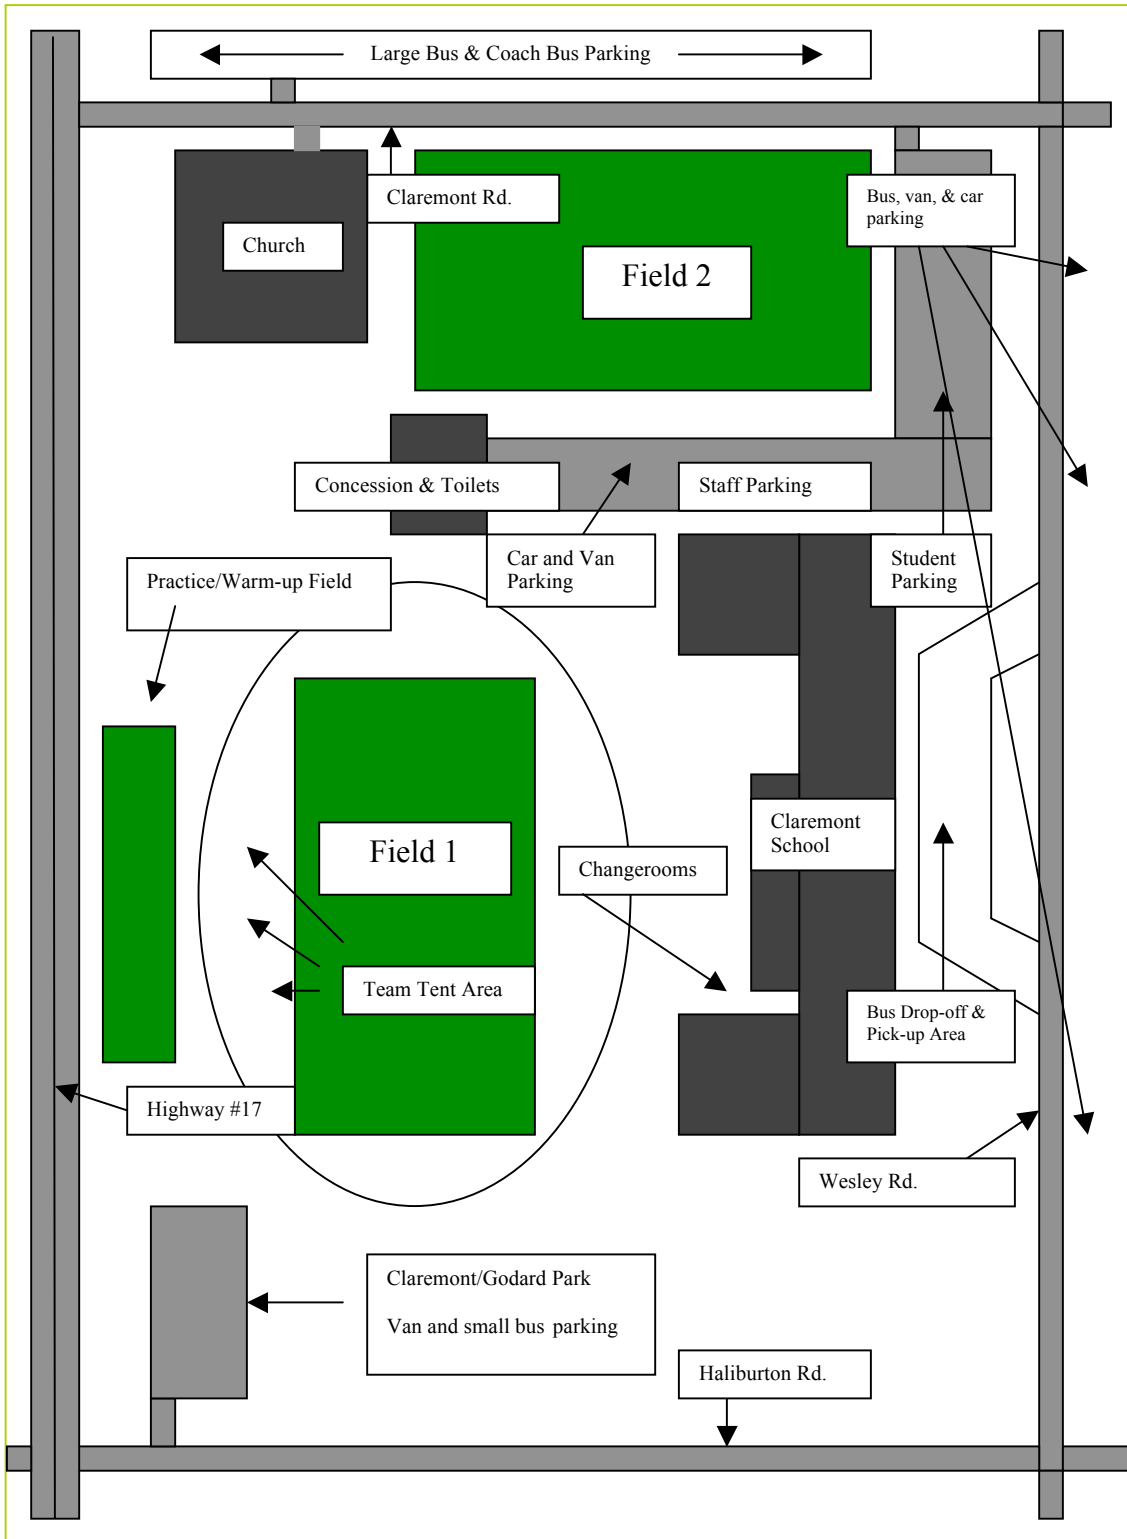 Large Bus & Coach Bus Parking
Claremont Rd.
Bus, van, & car
parking
Church
Field 2
Concession & Toilets
Staff Parking
Car and Van
Parking
Student
Parking
Practice/Warm-up Field
Field 1
Claremont
School
Changerooms
Team Tent Area
Bus Drop-off &
Pick-up Area
Highway #17
Wesley Rd.
Claremont/Godard Park
Van and small bus parking
Haliburton Rd.